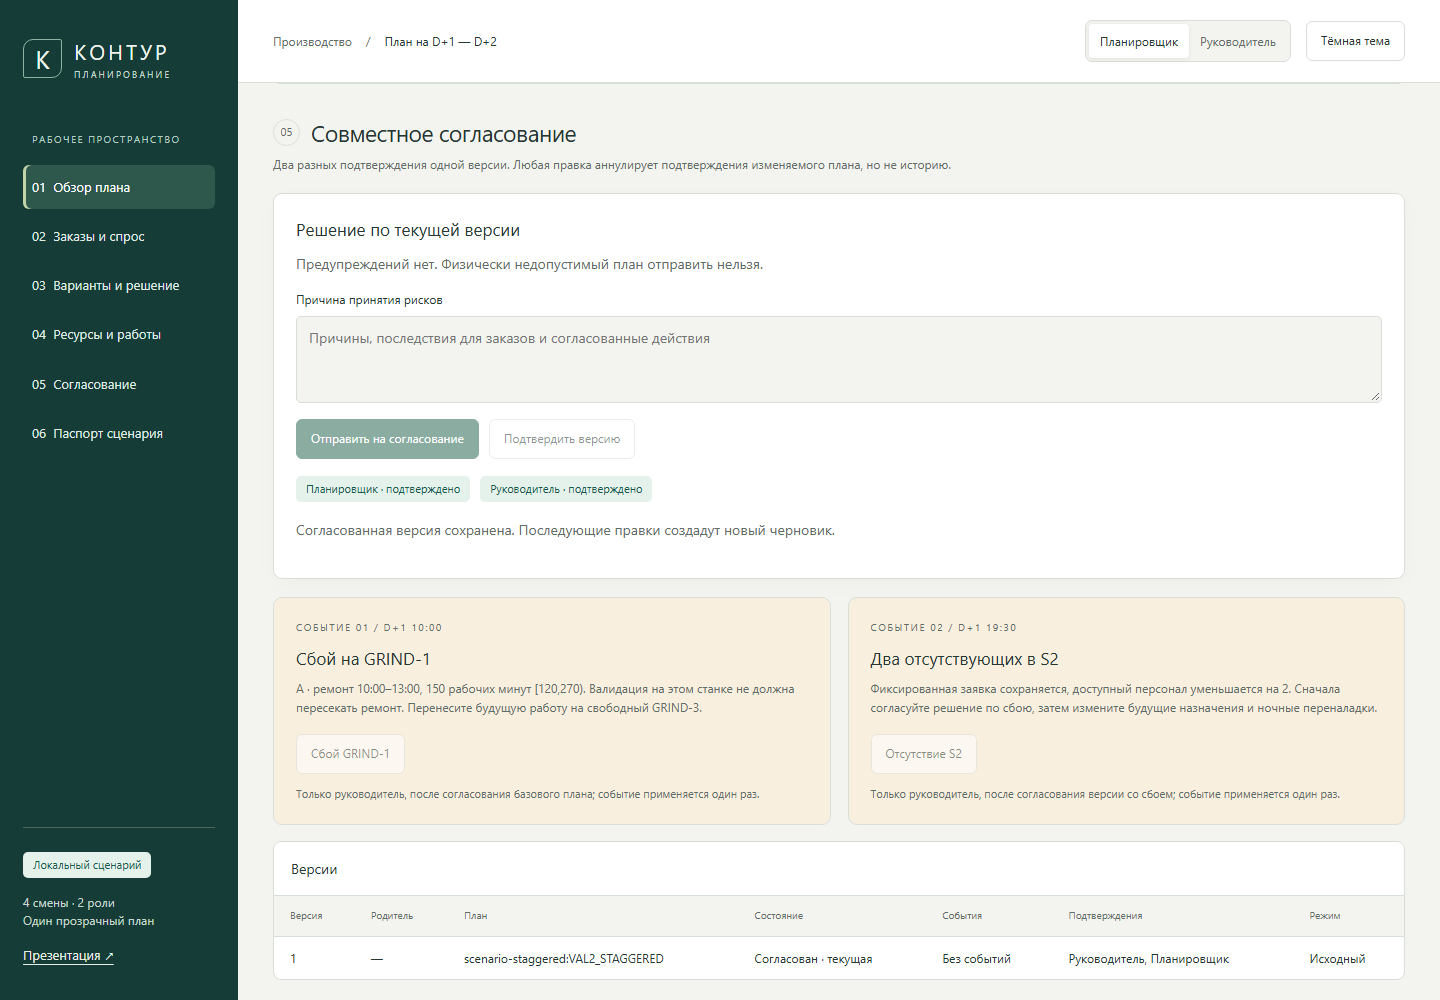 К
КОНТУР
ПЛАНИРОВАНИЕ
РАБОЧЕЕ ПРОСТРАНСТВО
01 Обзор плана
02 Заказы и спрос
03 Варианты и решение
04 Ресурсы и работы
05 Согласование
06 Паспорт сценария
Локальный сценарий
4 смены · 2 роли
Один прозрачный план
Презентация ↗
Производство / План на D+1 — D+2
Планировщик Руководитель
Тёмная тема
05 Совместное согласование
Два разных подтверждения одной версии. Любая правка аннулирует подтверждения изменяемого плана, но не историю.
Решение по текущей версии
Предупреждений нет. Физически недопустимый план отправить нельзя.
Причина принятия рисков
Причины, последствия для заказов и согласованные действия
Отправить на согласование Подтвердить версию
Планировщик · подтверждено Руководитель · подтверждено
Согласованная версия сохранена. Последующие правки создадут новый черновик.
СОБЫТИЕ 01 / D+1 10:00
Сбой на GRIND-1
А · ремонт 10:00–13:00, 150 рабочих минут [120,270). Валидация на этом станке не должна
пересекать ремонт. Перенесите будущую работу на свободный GRIND-3.
Сбой GRIND-1
Только руководитель, после согласования базового плана; событие применяется один раз.
СОБЫТИЕ 02 / D+1 19:30
Два отсутствующих в S2
Фиксированная заявка сохраняется, доступный персонал уменьшается на 2. Сначала
согласуйте решение по сбою, затем измените будущие назначения и ночные переналадки.
Отсутствие S2
Только руководитель, после согласования версии со сбоем; событие применяется один раз.
Версии
Версия Родитель План Состояние События Подтверждения Режим
1 — scenario-staggered:VAL2_STAGGERED Согласован · текущая Без событий Руководитель, Планировщик Исходный